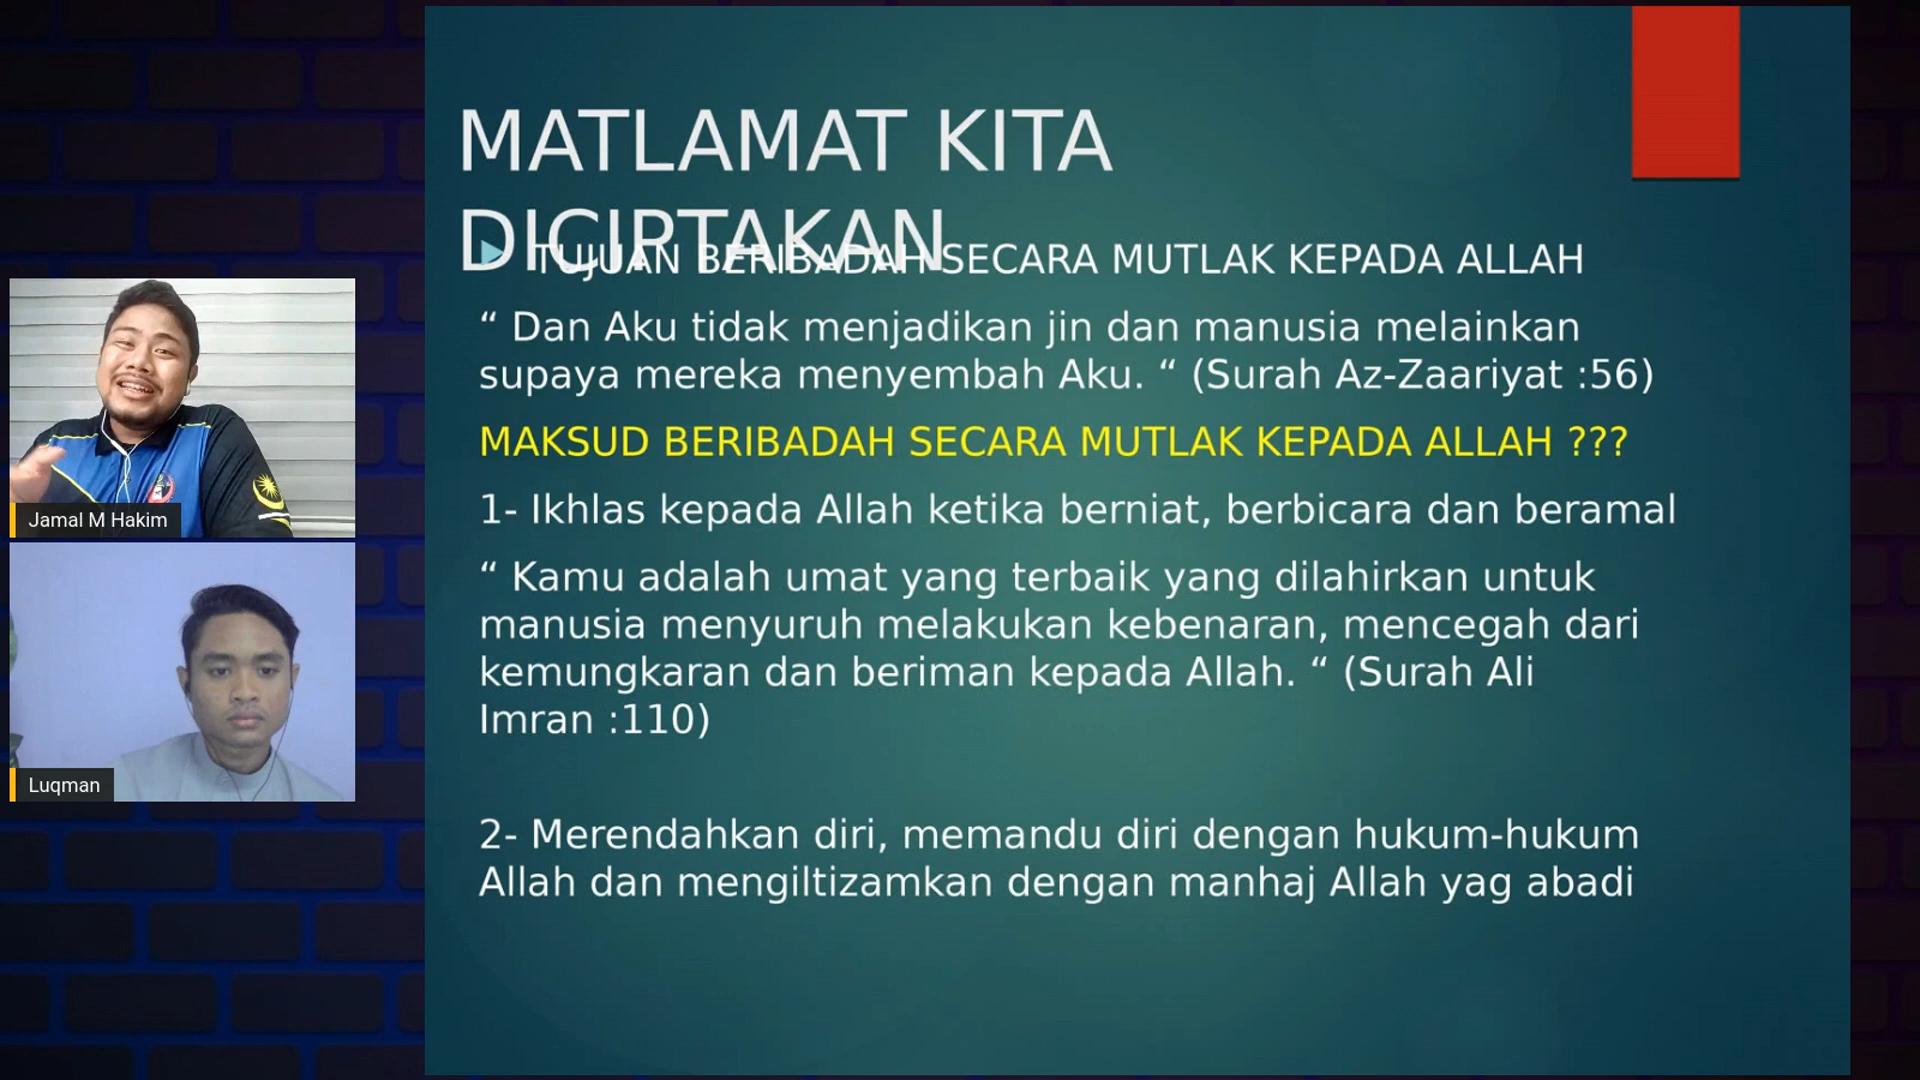 MATLAMAT KITA
DICIPTAKAN
TUJUAN BERIBADAH SECARA MUTLAK KEPADA ALLAH
“ Dan Aku tidak menjadikan jin dan manusia melainkan
supaya mereka menyembah Aku. “ (Surah Az-Zaariyat :56)
MAKSUD BERIBADAH SECARA MUTLAK KEPADA ALLAH ???
1- Ikhlas kepada Allah ketika berniat, berbicara dan beramal
“ Kamu adalah umat yang terbaik yang dilahirkan untuk
manusia menyuruh melakukan kebenaran, mencegah dari
kemungkaran dan beriman kepada Allah. “ (Surah Ali
Imran :110)
2- Merendahkan diri, memandu diri dengan hukum-hukum
Allah dan mengiltizamkan dengan manhaj Allah yag abadi
Jamal M Hakim
Luqman